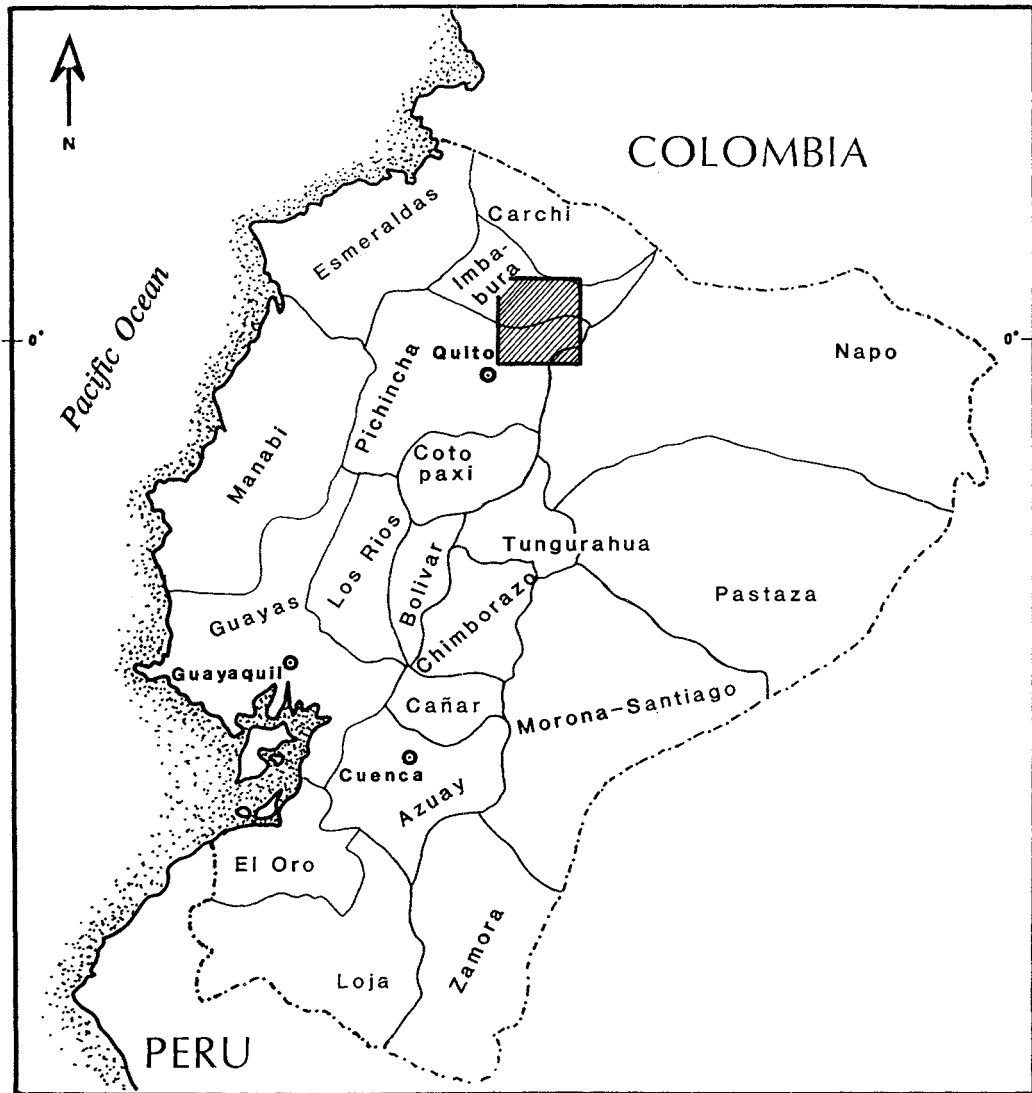 N
COLOMBIA
Pacific Ocean
Esmeraldas
Carchi
Imba-
bura
0°
0°
Quito
Napo
Pichincha
Manabi
Coto
paxi
Los Rios
Bolivar
Tungurahua
Chimborazo
Pastaza
Guayas
Guayaquil
Cañar
Morona-Santiago
Cuenca
Azuay
El Oro
Zamora
Loja
PERU